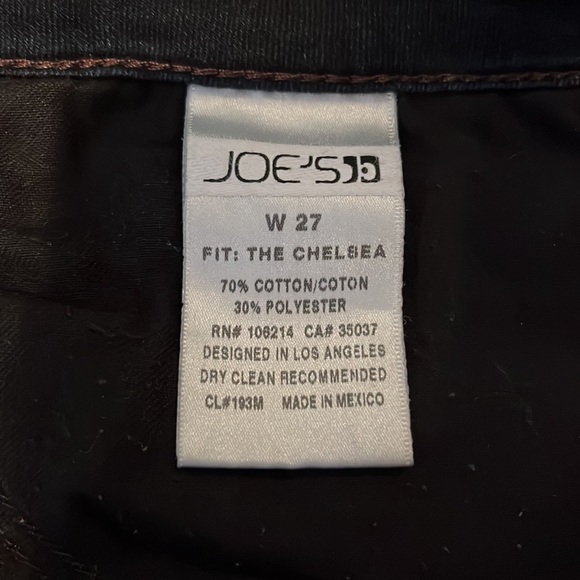 JOE'S
W 27
FIT: THE CHELSEA
70% COTTON/COTON
30% POLYESTER
RN# 106214 CA# 35037
DESIGNED IN LOS ANGELES
DRY CLEAN RECOMMENDED
CL#193M MADE IN MEXICO